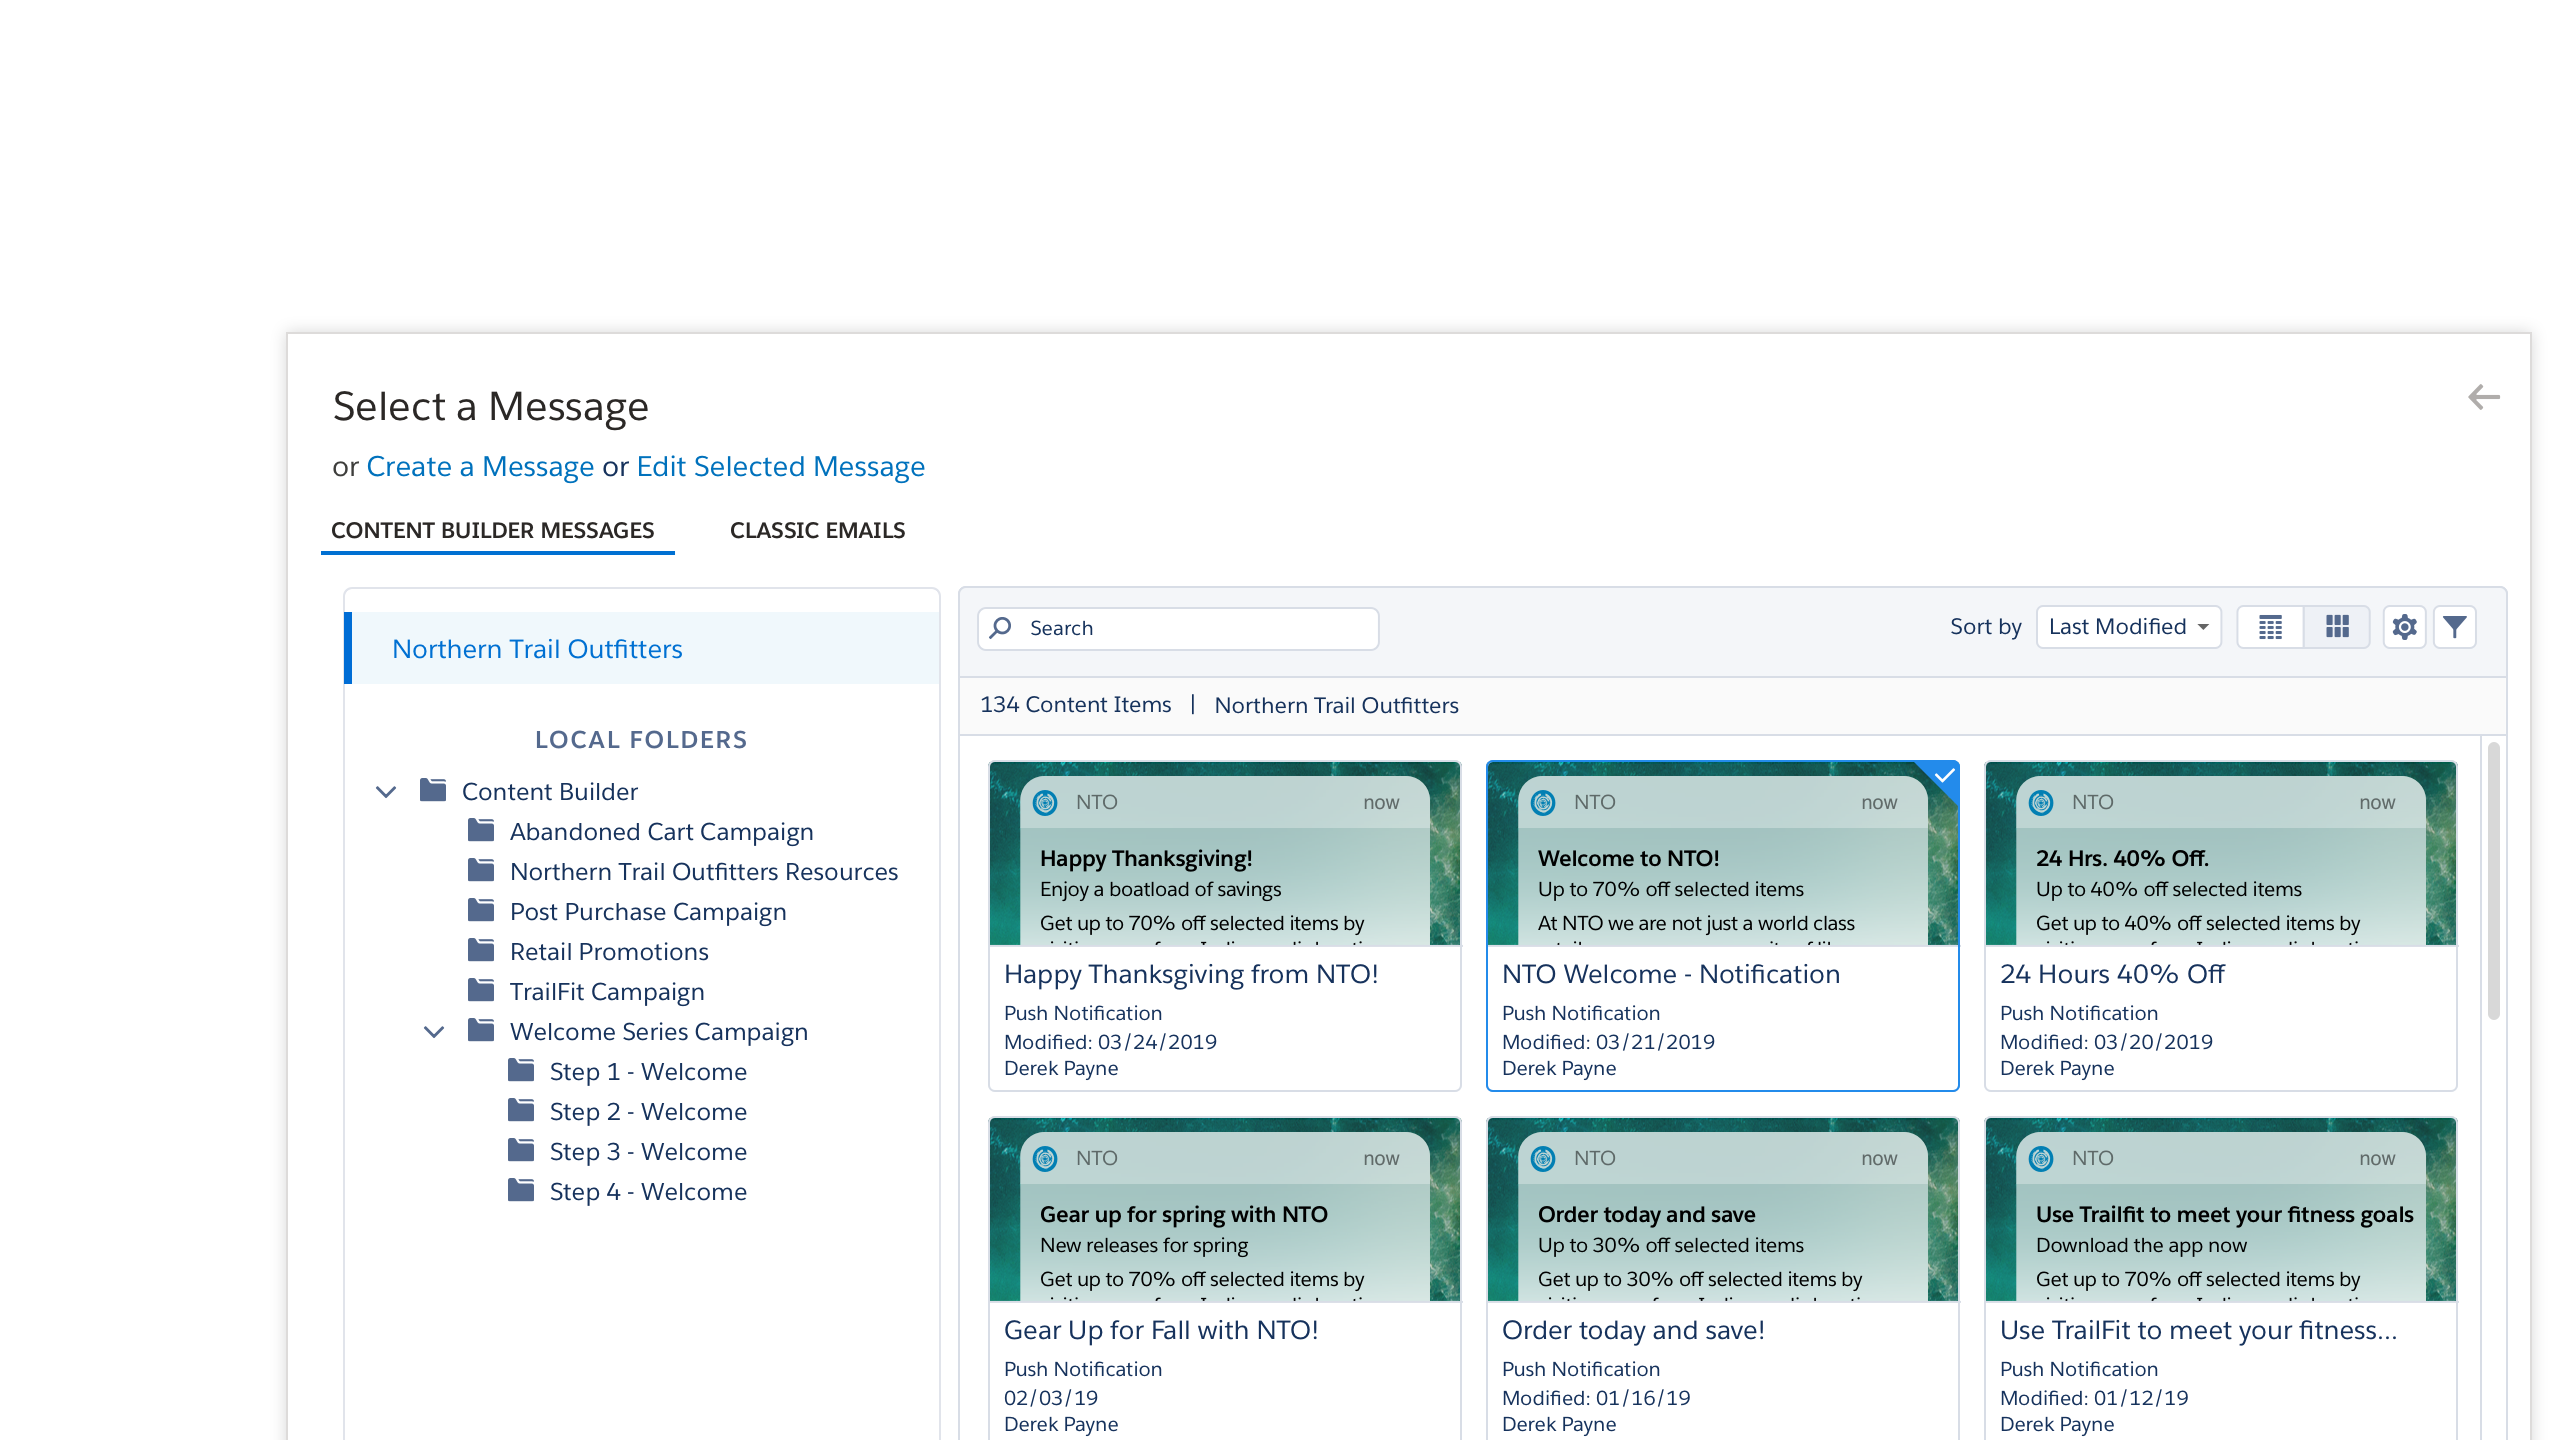 Select a Message
or Create a Message or Edit Selected Message
CONTENT BUILDER MESSAGES
CLASSIC EMAILS
Northern Trail Outfitters
LOCAL FOLDERS
Content Builder
Abandoned Cart Campaign
Northern Trail Outfitters Resources
Post Purchase Campaign
Retail Promotions
TrailFit Campaign
Welcome Series Campaign
Step 1 - Welcome
Step 2 - Welcome
Step 3 - Welcome
Step 4 - Welcome
Search
Sort by
Last Modified
134 Content Items | Northern Trail Outfitters
NTO now
Happy Thanksgiving!
Enjoy a boatload of savings
Get up to 70% off selected items by
Happy Thanksgiving from NTO!
Push Notification
Modified: 03/24/2019
Derek Payne
NTO now
Welcome to NTO!
Up to 70% off selected items
At NTO we are not just a world class
NTO Welcome - Notification
Push Notification
Modified: 03/21/2019
Derek Payne
NTO now
24 Hrs. 40% Off.
Up to 40% off selected items
Get up to 40% off selected items by
24 Hours 40% Off
Push Notification
Modified: 03/20/2019
Derek Payne
NTO now
Gear up for spring with NTO
New releases for spring
Get up to 70% off selected items by
Gear Up for Fall with NTO!
Push Notification
02/03/19
Derek Payne
NTO now
Order today and save
Up to 30% off selected items
Get up to 30% off selected items by
Order today and save!
Push Notification
Modified: 01/16/19
Derek Payne
NTO now
Use Trailfit to meet your fitness goals
Download the app now
Get up to 70% off selected items by
Use TrailFit to meet your fitness...
Push Notification
Modified: 01/12/19
Derek Payne